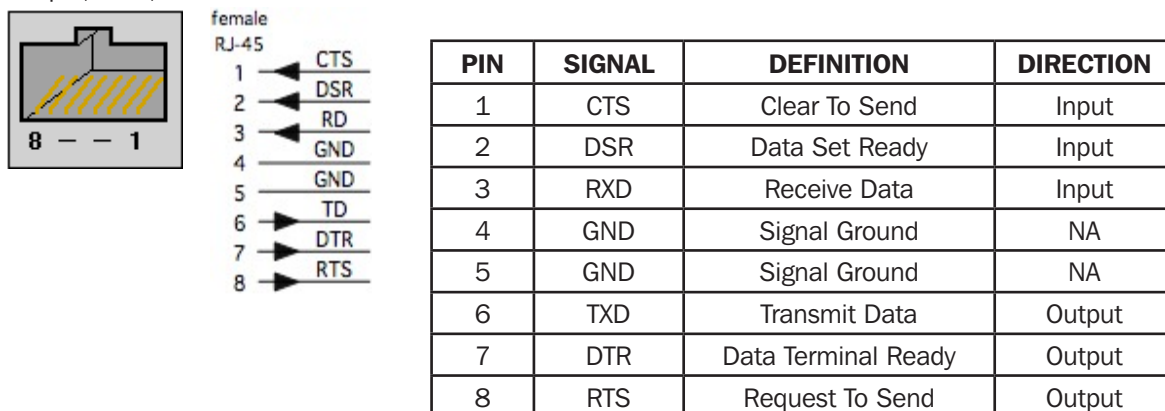 female
RJ-45
1 CTS
2 DSR
3 RD
4 GND
5 GND
6 TD
7 DTR
8 RTS
8 – – 1
PIN SIGNAL DEFINITION DIRECTION
1 CTS Clear To Send Input
2 DSR Data Set Ready Input
3 RXD Receive Data Input
4 GND Signal Ground NA
5 GND Signal Ground NA
6 TXD Transmit Data Output
7 DTR Data Terminal Ready Output
8 RTS Request To Send Output